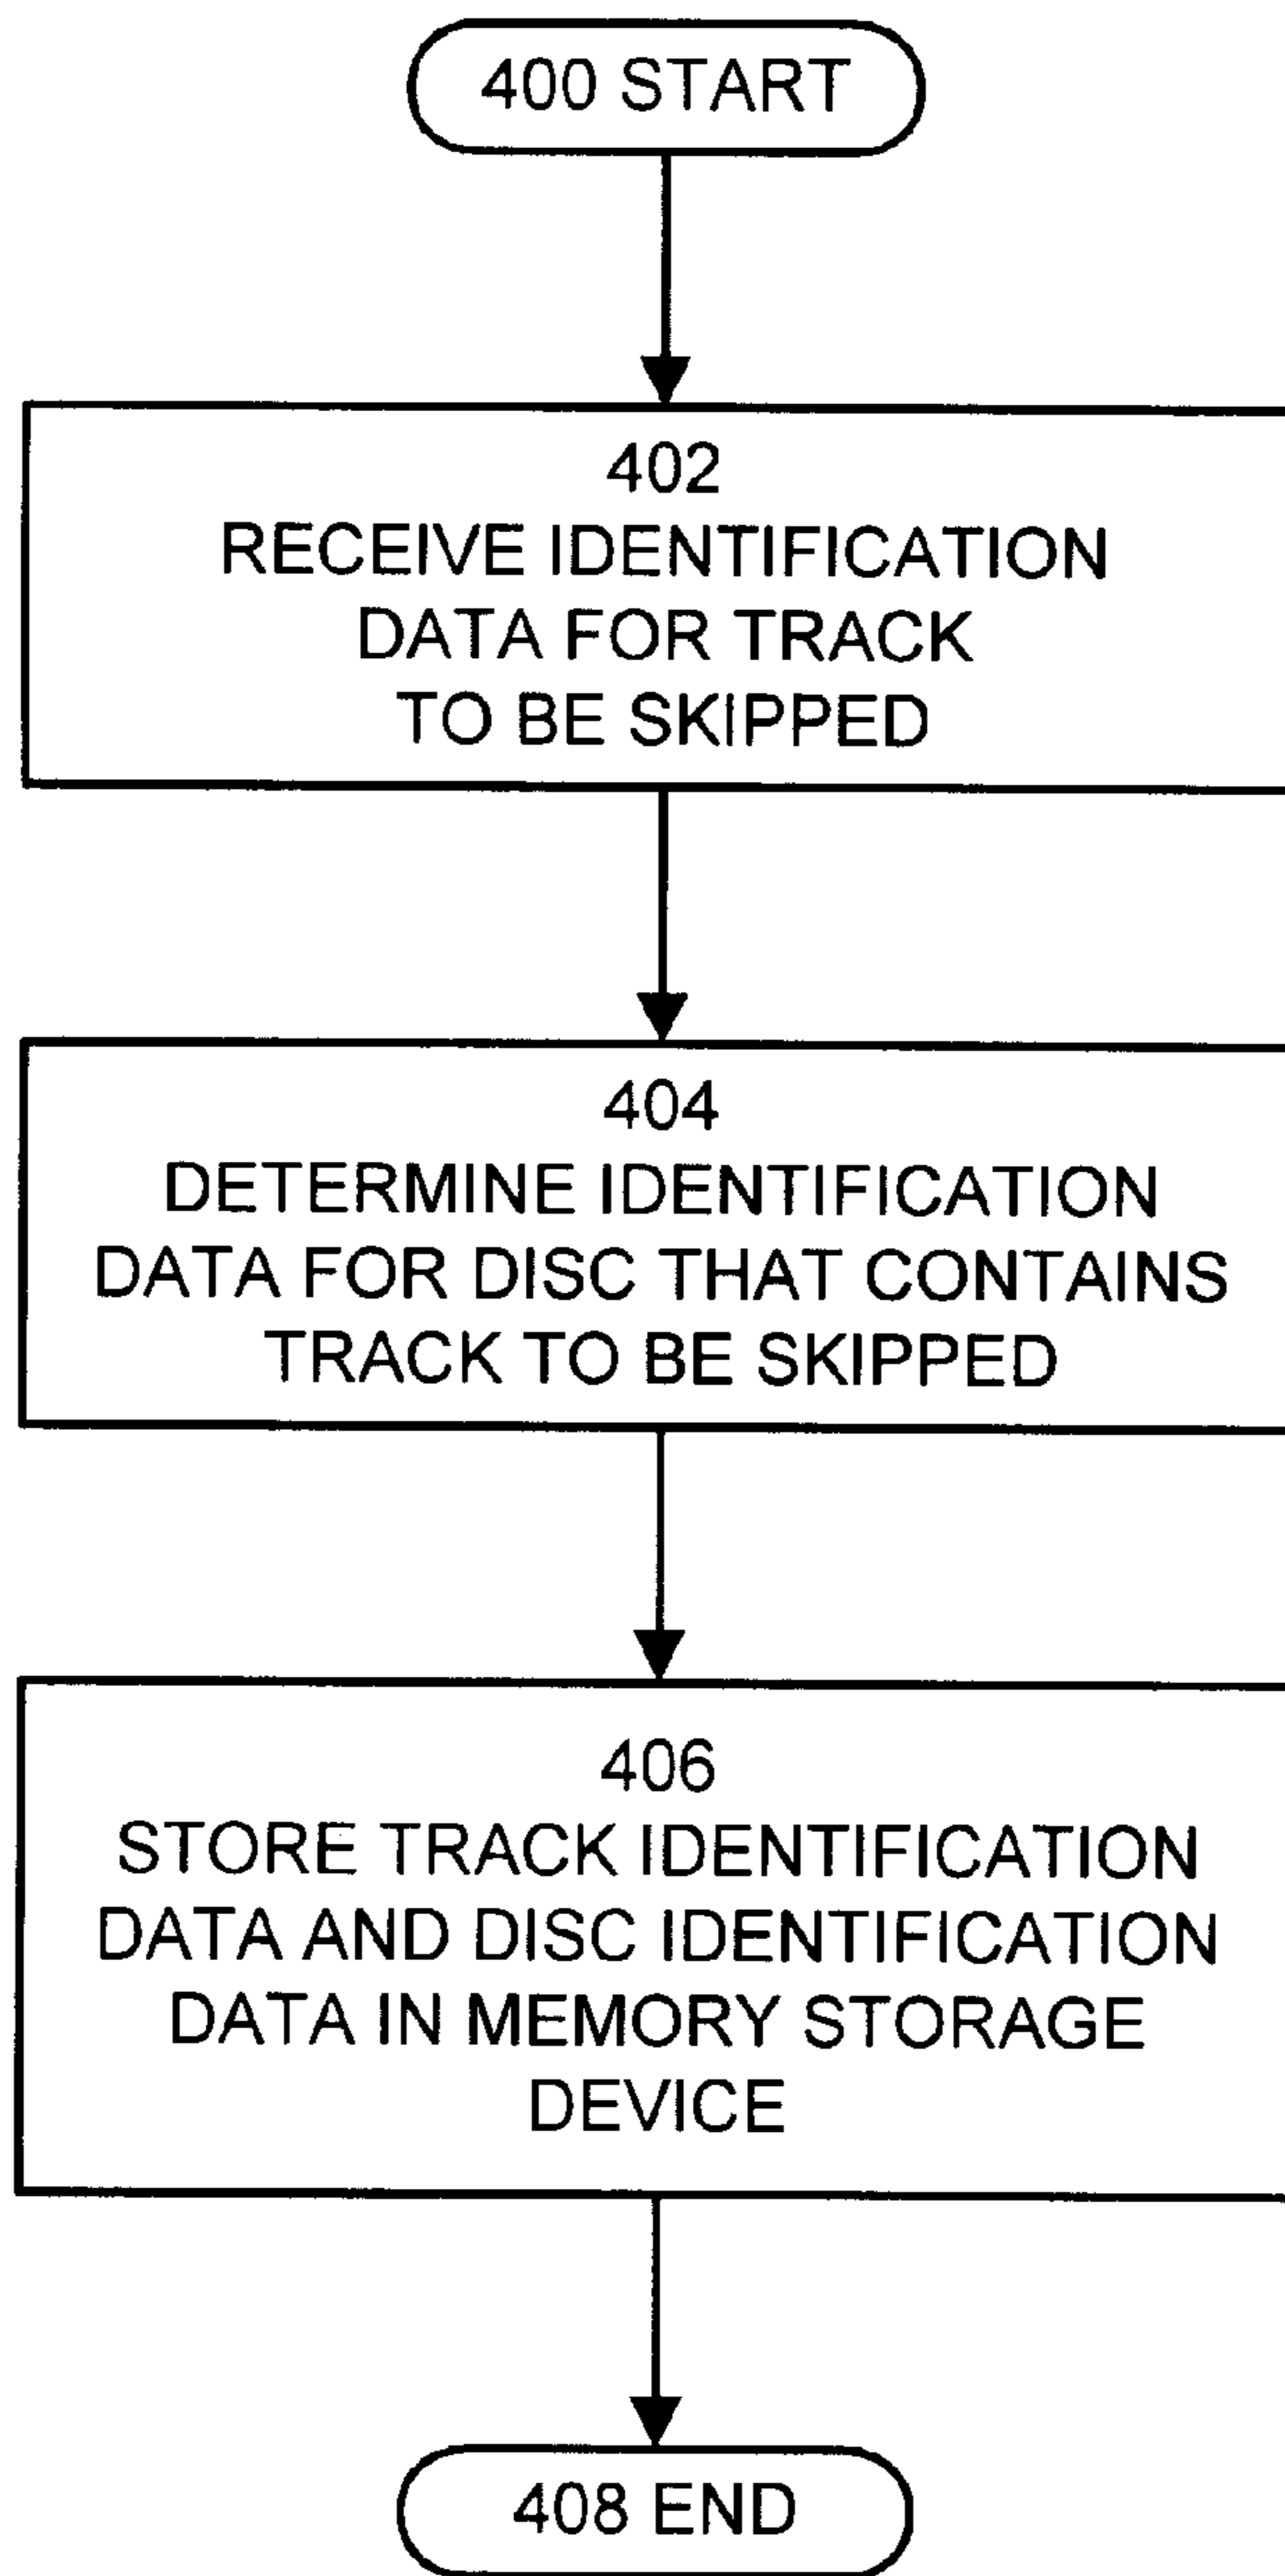 400 START
402
RECEIVE IDENTIFICATION
DATA FOR TRACK
TO BE SKIPPED
404
DETERMINE IDENTIFICATION
DATA FOR DISC THAT CONTAINS
TRACK TO BE SKIPPED
406
STORE TRACK IDENTIFICATION
DATA AND DISC IDENTIFICATION
DATA IN MEMORY STORAGE
DEVICE
408 END